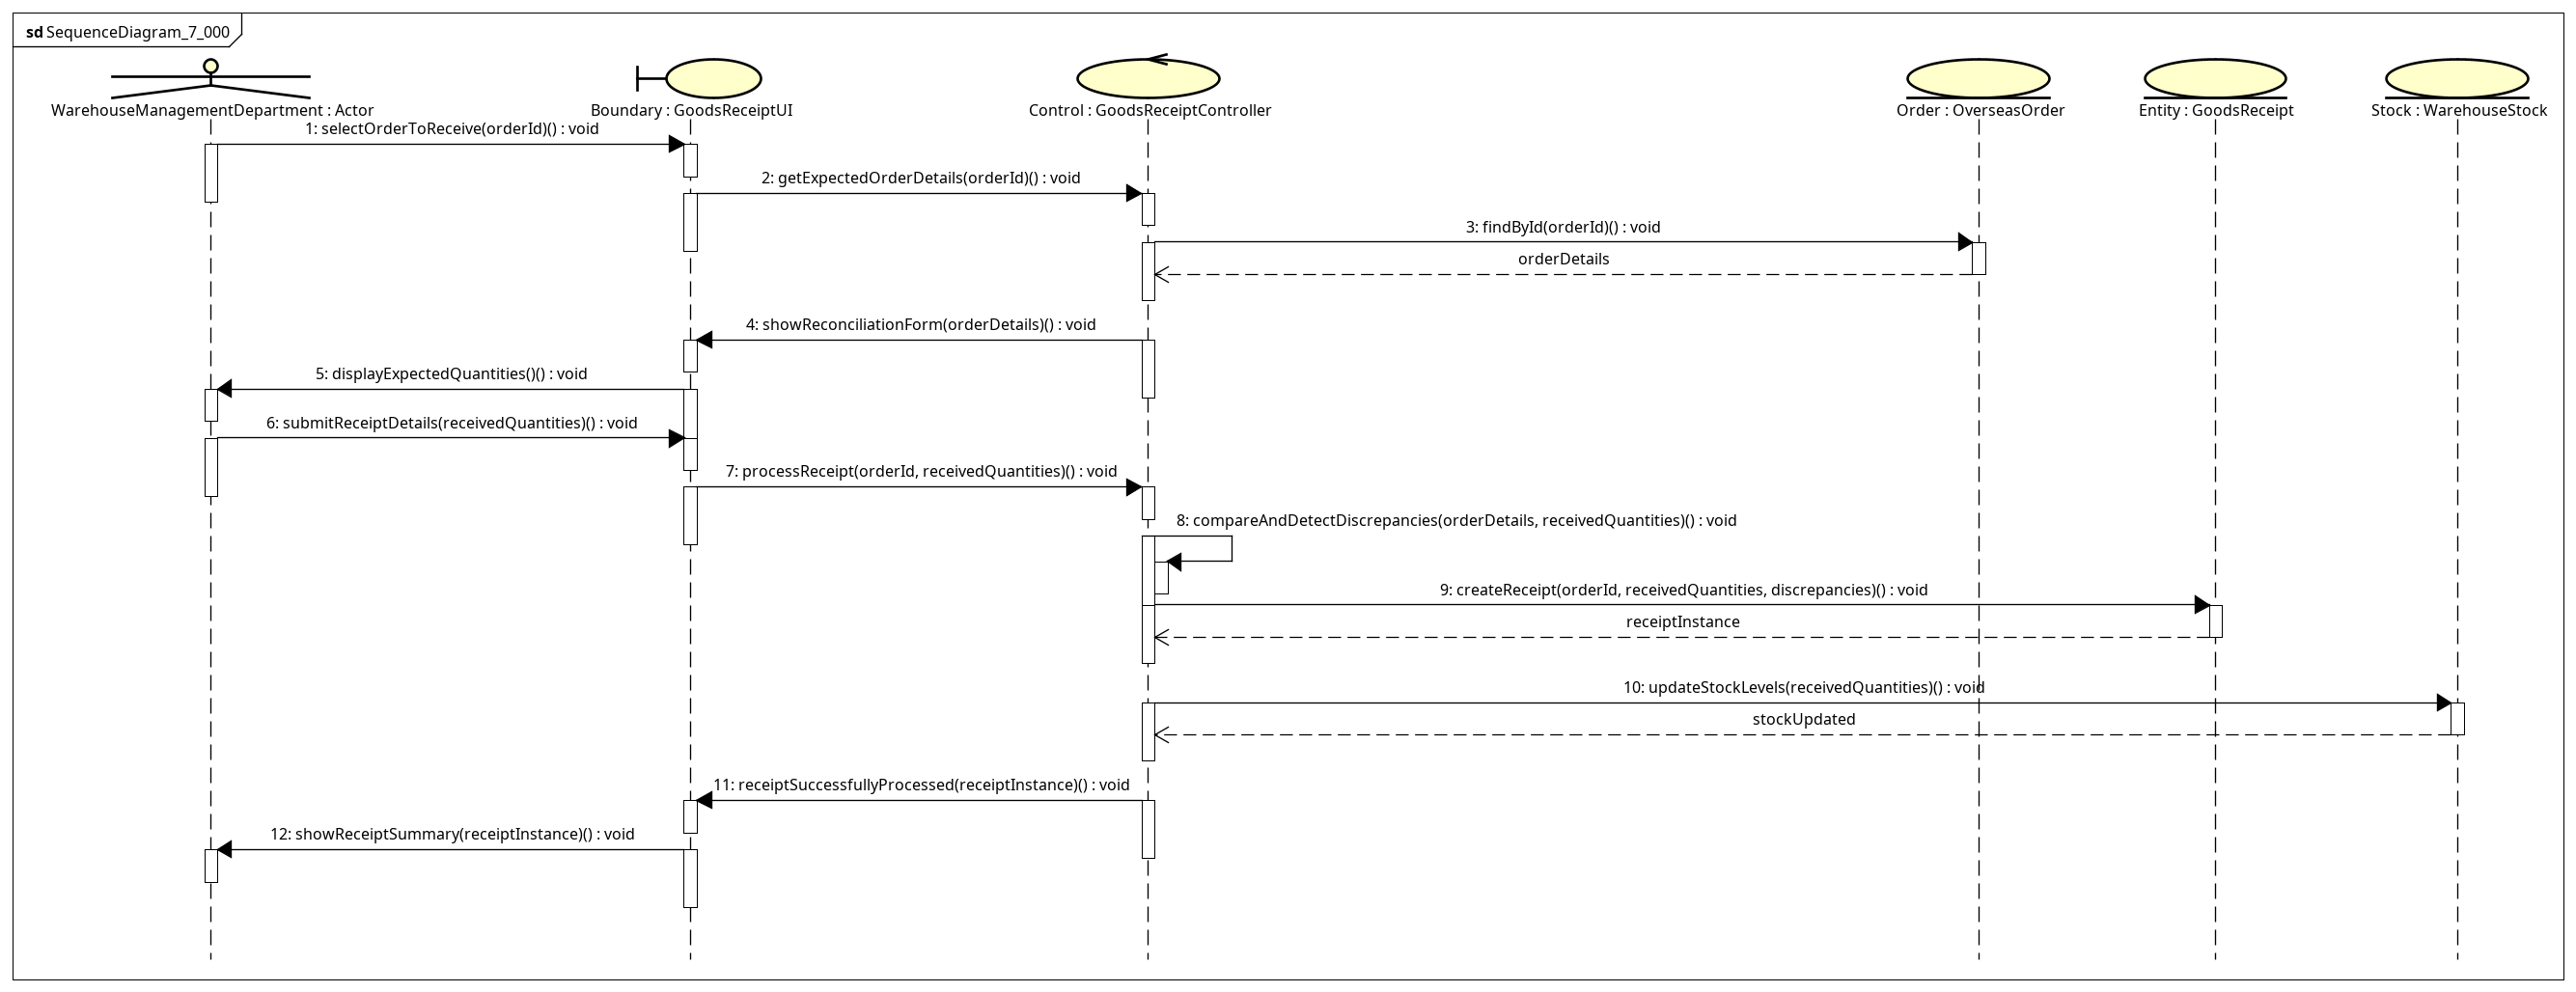 sd SequenceDiagram_7_000
WarehouseManagementDepartment : Actor
Boundary : GoodsReceiptUI
Control : GoodsReceiptController
Order : OverseasOrder
Entity : GoodsReceipt
Stock : WarehouseStock
1: selectOrderToReceive(orderId)() : void
2: getExpectedOrderDetails(orderId)() : void
3: findById(orderId)() : void
orderDetails
4: showReconciliationForm(orderDetails)() : void
5: displayExpectedQuantities()() : void
6: submitReceiptDetails(receivedQuantities)() : void
7: processReceipt(orderId, receivedQuantities)() : void
8: compareAndDetectDiscrepancies(orderDetails, receivedQuantities)() : void
9: createReceipt(orderId, receivedQuantities, discrepancies)() : void
receiptInstance
10: updateStockLevels(receivedQuantities)() : void
stockUpdated
11: receiptSuccessfullyProcessed(receiptInstance)() : void
12: showReceiptSummary(receiptInstance)() : void